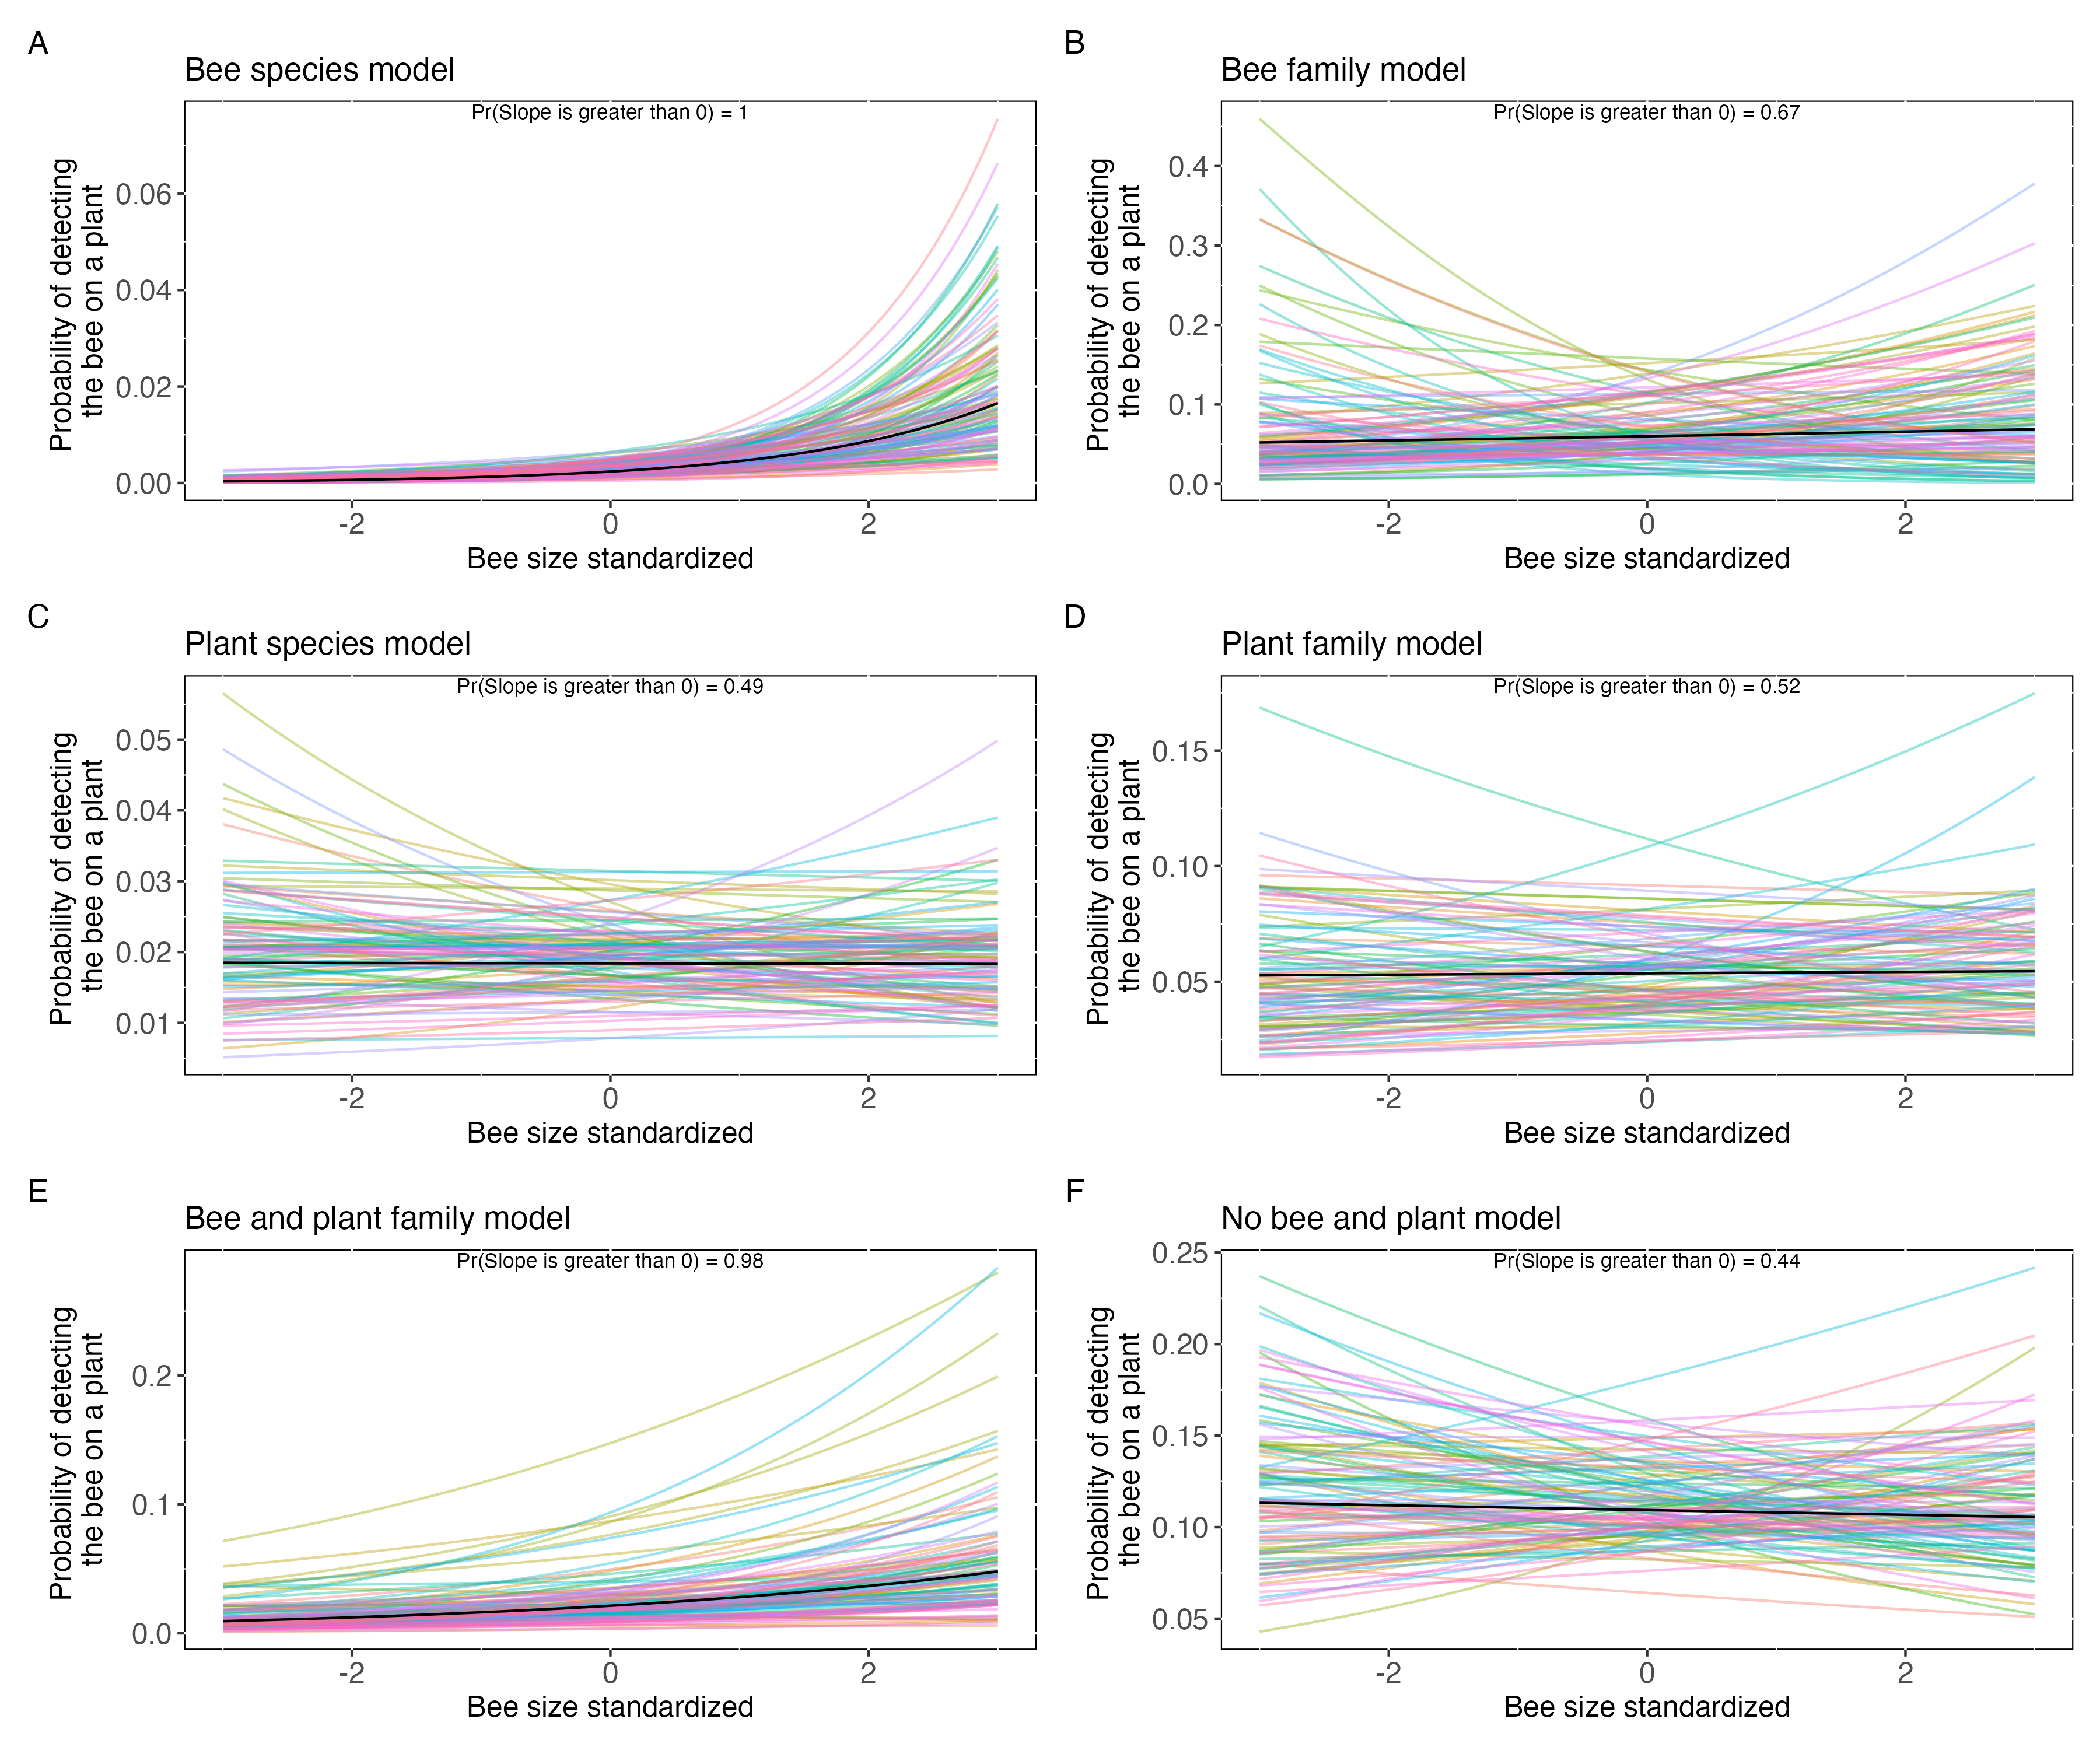 A
Bee species model
Pr(Slope is greater than 0) = 1
Probability of detecting
the bee on a plant
0.06
0.04
0.02
0.00
-2 0 2
Bee size standardized
B
Bee family model
Pr(Slope is greater than 0) = 0.67
Probability of detecting
the bee on a plant
0.4
0.3
0.2
0.1
0.0
-2 0 2
Bee size standardized
C
Plant species model
Pr(Slope is greater than 0) = 0.49
Probability of detecting
the bee on a plant
0.05
0.04
0.03
0.02
0.01
-2 0 2
Bee size standardized
D
Plant family model
Pr(Slope is greater than 0) = 0.52
Probability of detecting
the bee on a plant
0.15
0.10
0.05
-2 0 2
Bee size standardized
E
Bee and plant family model
Pr(Slope is greater than 0) = 0.98
Probability of detecting
the bee on a plant
0.2
0.1
0.0
-2 0 2
Bee size standardized
F
No bee and plant model
Pr(Slope is greater than 0) = 0.44
Probability of detecting
the bee on a plant
0.25
0.20
0.15
0.10
0.05
-2 0 2
Bee size standardized